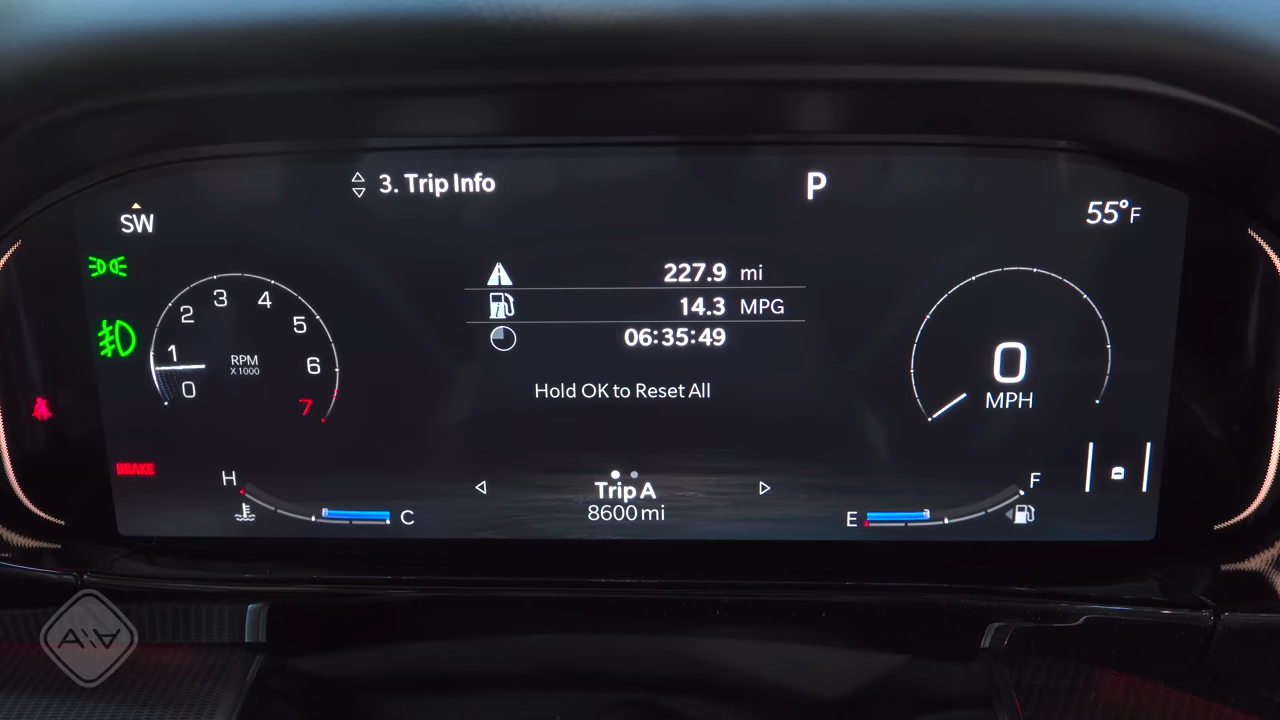 3. Trip Info
P
SW
55°F
227.9 mi
14.3 MPG
06:35:49
Hold OK to Reset All
0
1
2
3
4
5
6
7
RPM
X 1000
0
MPH
BRAKE
H
C
Trip A
8600 mi
E
F